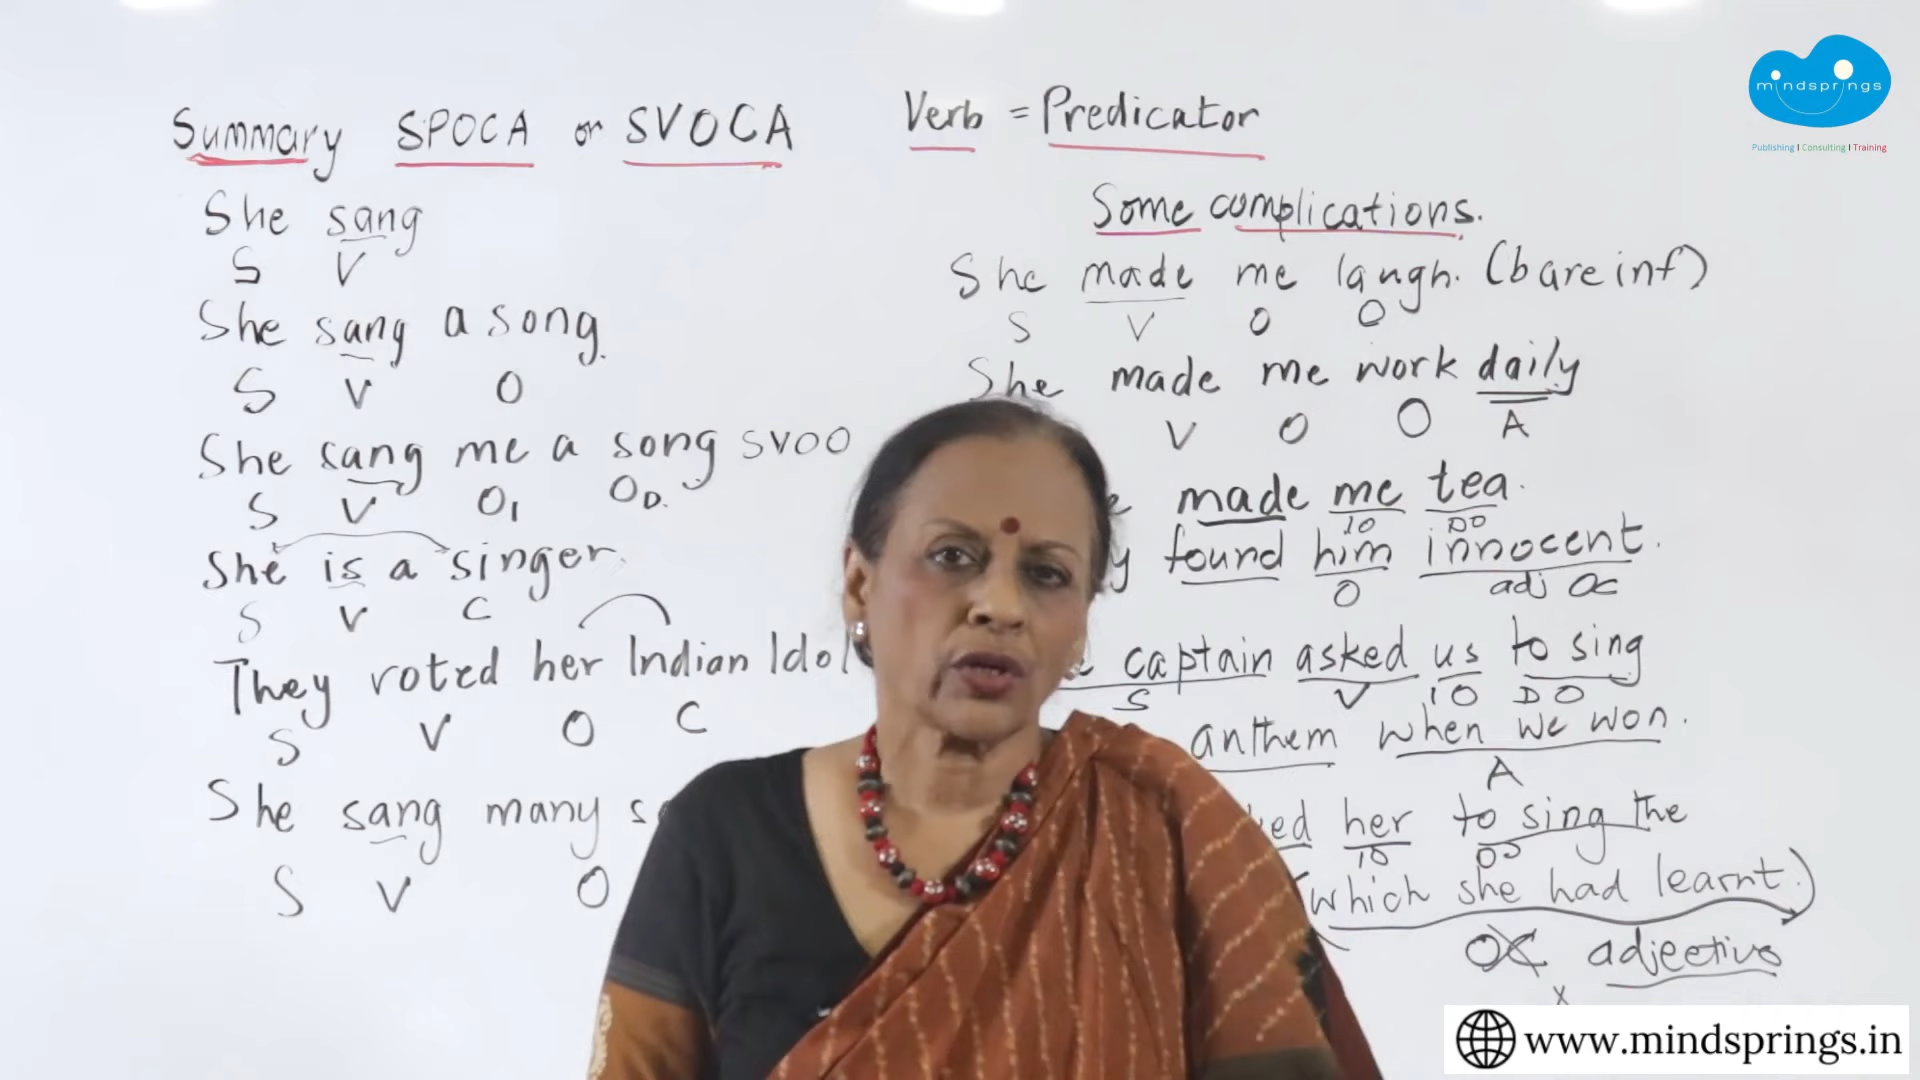 Summary SPOCA or SVOCA
She sang
S V
She sang a song.
S V O
She sang me a song SVOO
S V OI OD.
She is a singer.
S V C
They voted her Indian Idol
S V O C
She sang many
S V O
Verb = Predicator
Some complications.
She made me laugh. (bare inf)
S V O O
She made me work daily
V O O A
made me tea.
IO DO
found him innocent.
O adj OC
captain asked us to sing
S V IO DO
anthem when we won.
A
her to sing the
IO DO
which she had learnt.)
OC adjective
x
mindsprings
Publishing | Consulting | Training
www.mindsprings.in